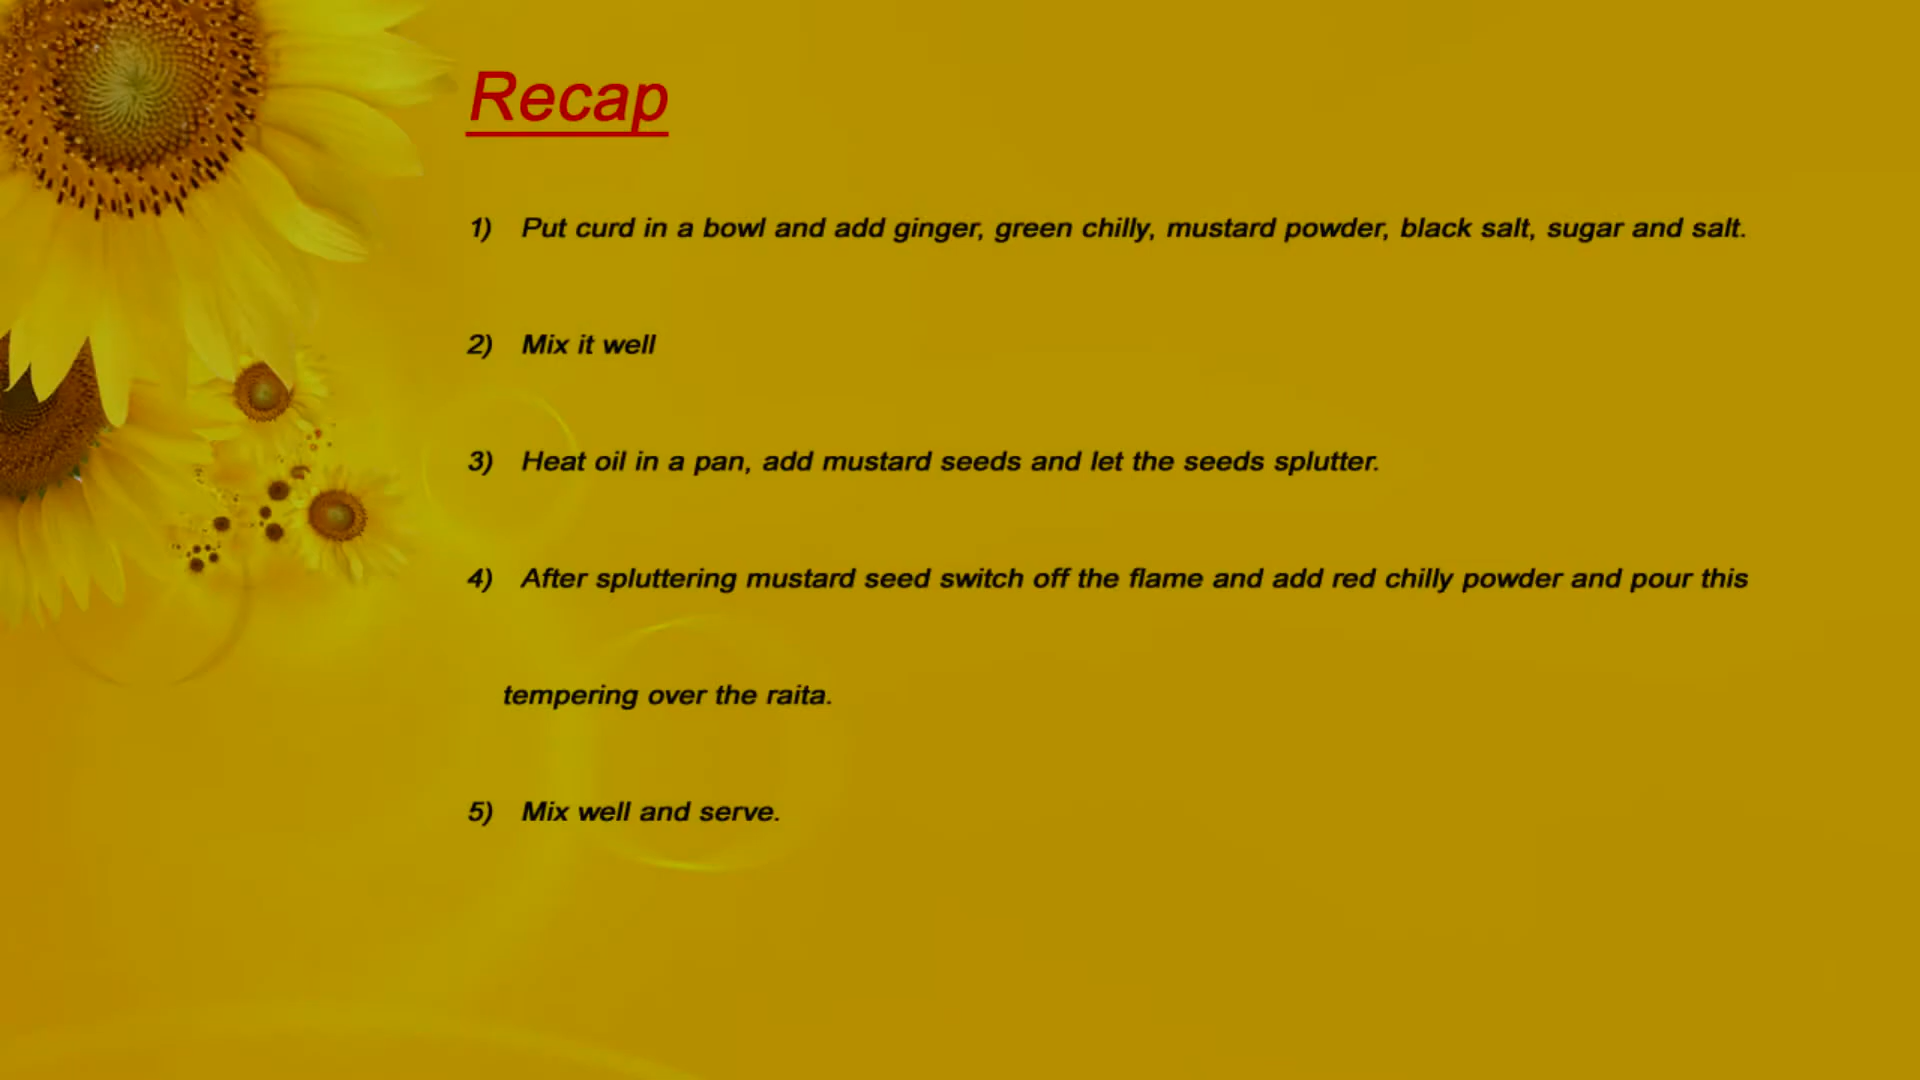 Recap
1) Put curd in a bowl and add ginger, green chilly, mustard powder, black salt, sugar and salt.
2) Mix it well
3) Heat oil in a pan, add mustard seeds and let the seeds splutter.
4) After spluttering mustard seed switch off the flame and add red chilly powder and pour this
tempering over the raita.
5) Mix well and serve.